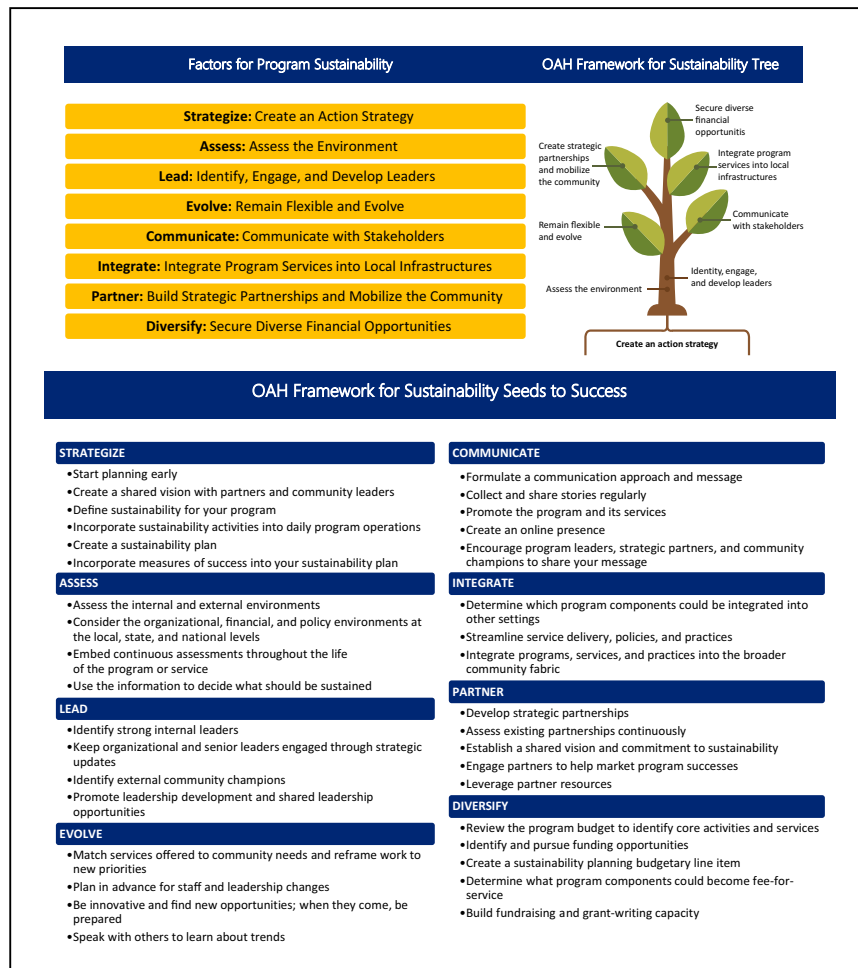 Factors for Program Sustainability
OAH Framework for Sustainability Tree
Strategize: Create an Action Strategy
Assess: Assess the Environment
Lead: Identify, Engage, and Develop Leaders
Evolve: Remain Flexible and Evolve
Communicate: Communicate with Stakeholders
Integrate: Integrate Program Services into Local Infrastructures
Partner: Build Strategic Partnerships and Mobilize the Community
Diversify: Secure Diverse Financial Opportunities
Secure diverse
financial
opportunitis
Create strategic
partnerships
and mobilize
the community
Integrate program
services into local
infrastructures
Remain flexible
and evolve
Communicate
with stakeholders
Assess the environment
Identity, engage,
and develop leaders
Create an action strategy
OAH Framework for Sustainability Seeds to Success
STRATEGIZE
•Start planning early
•Create a shared vision with partners and community leaders
•Define sustainability for your program
•Incorporate sustainability activities into daily program operations
•Create a sustainability plan
•Incorporate measures of success into your sustainability plan
ASSESS
•Assess the internal and external environments
•Consider the organizational, financial, and policy environments at
the local, state, and national levels
•Embed continuous assessments throughout the life
of the program or service
•Use the information to decide what should be sustained
LEAD
•Identify strong internal leaders
•Keep organizational and senior leaders engaged through strategic
updates
•Identify external community champions
•Promote leadership development and shared leadership
opportunities
EVOLVE
•Match services offered to community needs and reframe work to
new priorities
•Plan in advance for staff and leadership changes
•Be innovative and find new opportunities; when they come, be
prepared
•Speak with others to learn about trends
COMMUNICATE
•Formulate a communication approach and message
•Collect and share stories regularly
•Promote the program and its services
•Create an online presence
•Encourage program leaders, strategic partners, and community
champions to share your message
INTEGRATE
•Determine which program components could be integrated into
other settings
•Streamline service delivery, policies, and practices
•Integrate programs, services, and practices into the broader
community fabric
PARTNER
•Develop strategic partnerships
•Assess existing partnerships continuously
•Establish a shared vision and commitment to sustainability
•Engage partners to help market program successes
•Leverage partner resources
DIVERSIFY
•Review the program budget to identify core activities and services
•Identify and pursue funding opportunities
•Create a sustainability planning budgetary line item
•Determine what program components could become fee-for-
service
•Build fundraising and grant-writing capacity